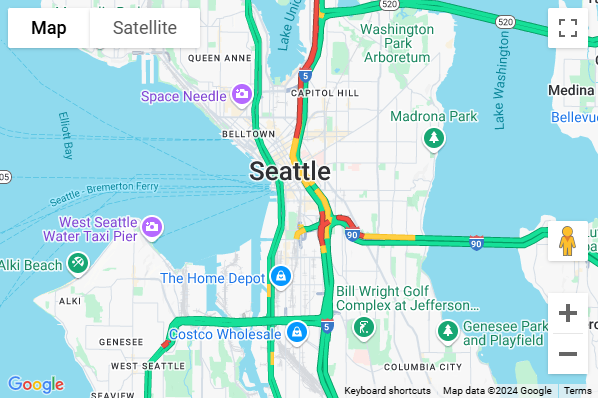 Map
Satellite
Lake Union
520
520
Washington
Park
Arboretum
Lake Washington
QUEEN ANNE
5
CAPITOL HILL
Medina
Space Needle
Madrona Park
Bellevue
BELLTOWN
Elliott
Bay
Seattle
Seattle - Bremerton Ferry
West Seattle
Water Taxi Pier
90
90
Alki Beach
The Home Depot
Bill Wright Golf
Complex at Jefferson...
ALKI
5
Costco Wholesale
Genesee Park
and Playfield
GENESEE
WEST SEATTLE
COLUMBIA CITY
SEAVIEW
Google
Keyboard shortcuts
Map data ©2024 Google
Terms